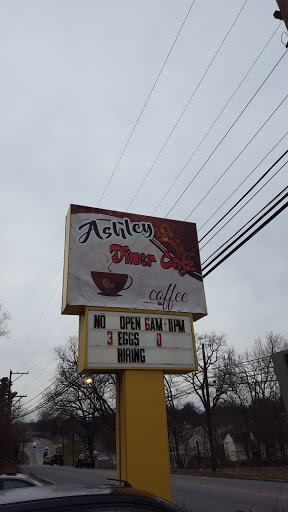 Ashley
Diner Cafe
coffee
NO OPEN 6AM-11PM
3 EGGS 0
HIRING